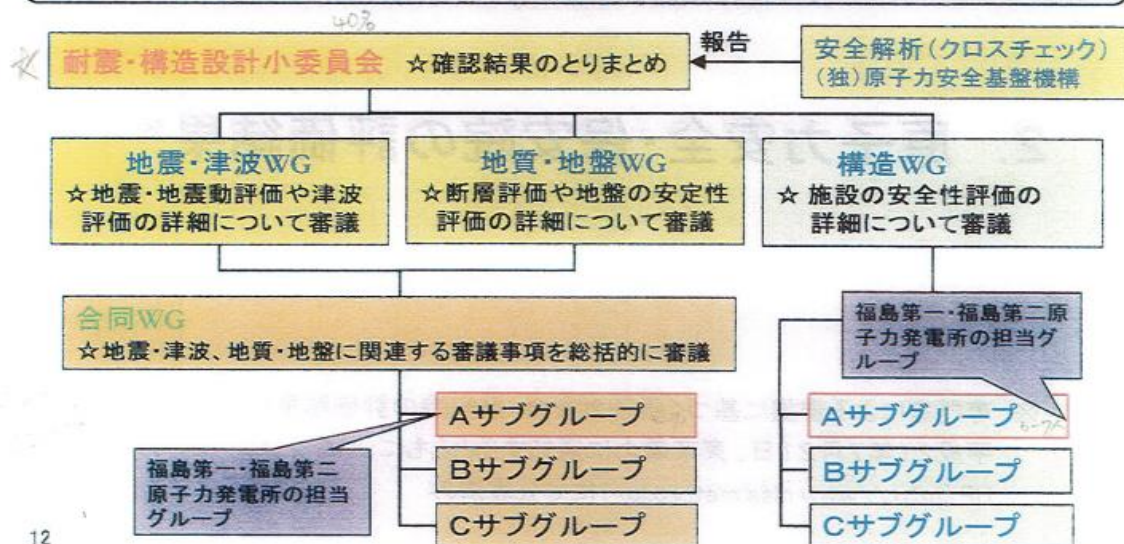 40名
耐震・構造設計小委員会 ☆確認結果のとりまとめ
報告
安全解析(クロスチェック)
(独)原子力安全基盤機構
地震・津波WG
☆地震・地震動評価や津波
評価の詳細について審議
地質・地盤WG
☆断層評価や地盤の安定性
評価の詳細について審議
構造WG
☆ 施設の安全性評価の
詳細について審議
合同WG
☆地震・津波、地質・地盤に関連する審議事項を総括的に審議
福島第一・福島第二原
子力発電所の担当グ
ループ
Aサブグループ
Bサブグループ
Cサブグループ
福島第一・福島第二
原子力発電所の担当
グループ
Aサブグループ
Bサブグループ
Cサブグループ
12